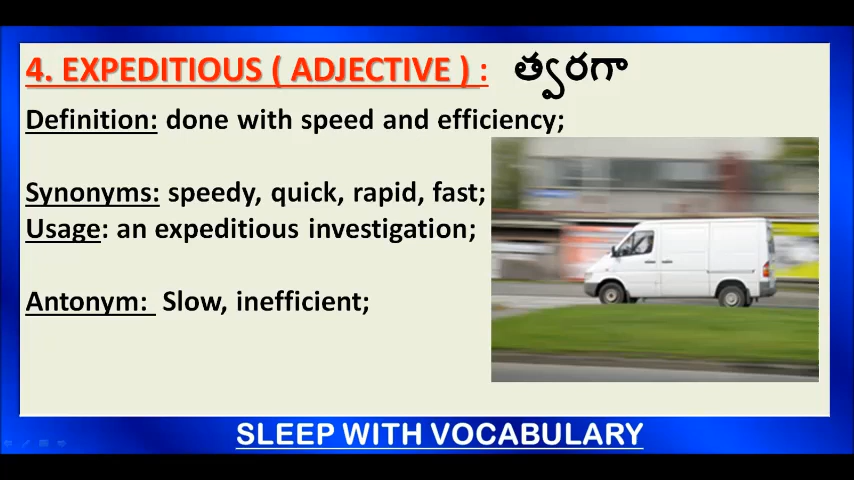 4. EXPEDITIOUS ( ADJECTIVE ) : త్వరగా
Definition: done with speed and efficiency;
Synonyms: speedy, quick, rapid, fast;
Usage: an expeditious investigation;
Antonym: Slow, inefficient;
SLEEP WITH VOCABULARY